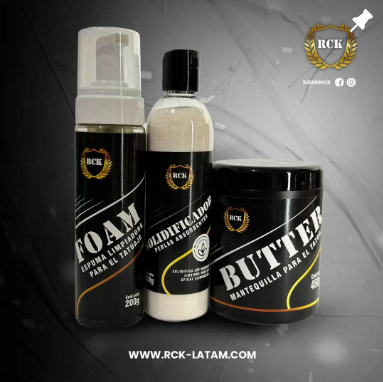 RCK
SIGUENOS
RCK
FOAM
ESPUMA LIMPIADORA
PARA EL TATUAJE
200g
RCK
SOLIDIFICADOR
PERLAS ABSORBENTES
RCK
BUTTER
MANTEQUILLA PARA EL
WWW.RCK-LATAM.COM